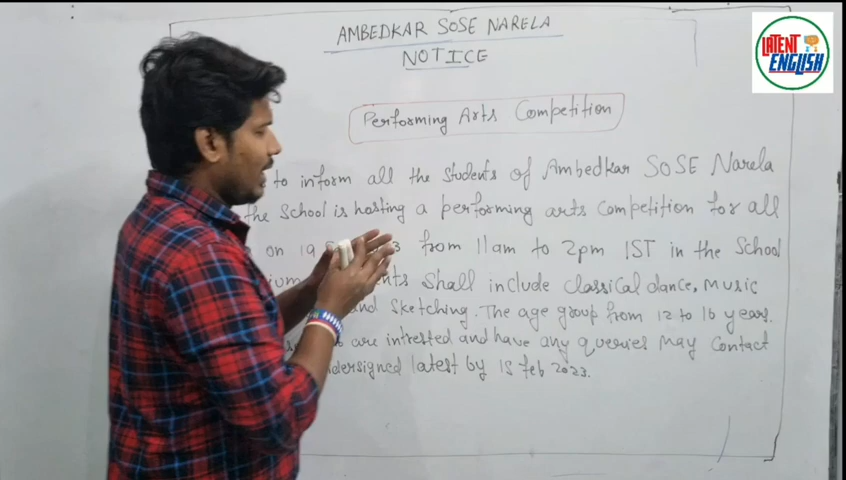 AMBEDKAR SOSE NARELA
NOTICE
LATENT
ENGLISH
Performing Arts Competition
to inform all the students of Ambedkar SOSE Narela
the School is hosting a performing arts competition for all
on 19 from 11am to 2pm IST in the School
shall include classical dance, music
and sketching. The age group from 12 to 16 years.
are intrested and have any queries may contact
latest by 15 feb 2023.